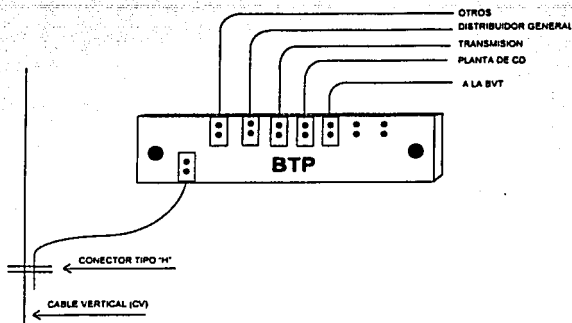 OTROS
DISTRIBUIDOR GENERAL
TRANSMISION
PLANTA DE CD
A LA BVT
BTP
CONECTOR TIPO "H"
CABLE VERTICAL (CV)